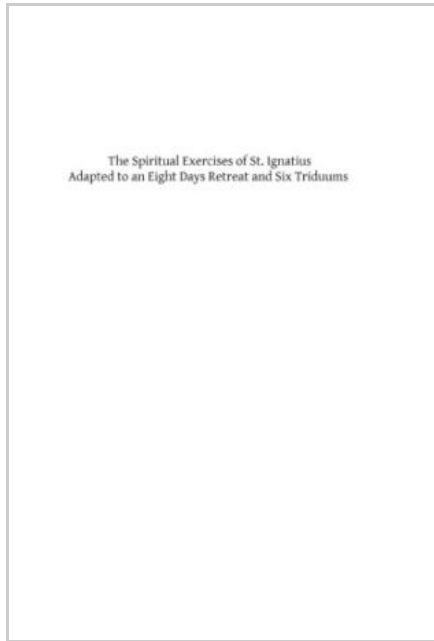 The Spiritual Exercises of St. Ignatius
Adapted to an Eight Days Retreat and Six Triduums